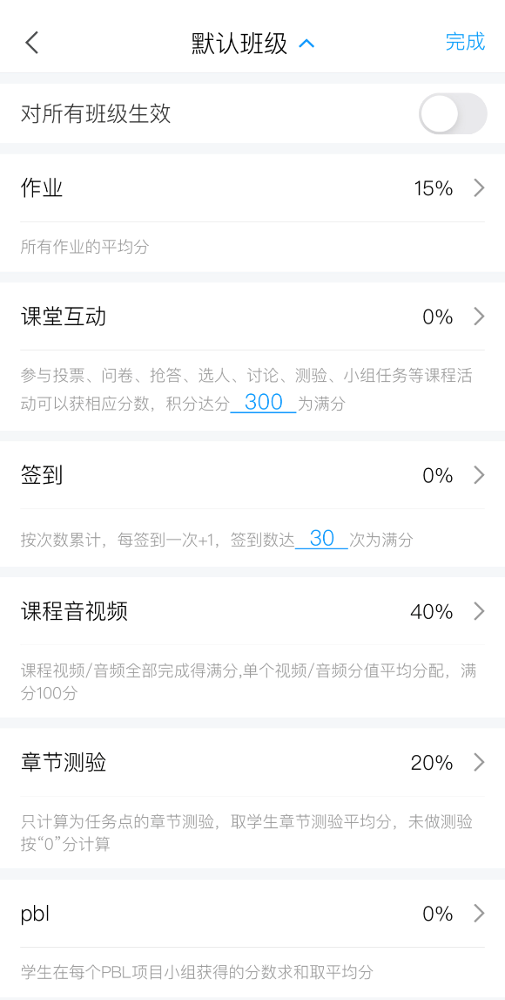 默认班级
完成
对所有班级生效
作业 15%
所有作业的平均分
课堂互动 0%
参与投票、问卷、抢答、选人、讨论、测验、小组任务等课程活
动可以获相应分数，积分达分 300 为满分
签到 0%
按次数累计，每签到一次+1，签到数达 30 次为满分
课程音视频 40%
课程视频/音频全部完成得满分,单个视频/音频分值平均分配，满
分100分
章节测验 20%
只计算为任务点的章节测验，取学生章节测验平均分，未做测验
按“0”分计算
pbl 0%
学生在每个PBL项目小组获得的分数求和取平均分